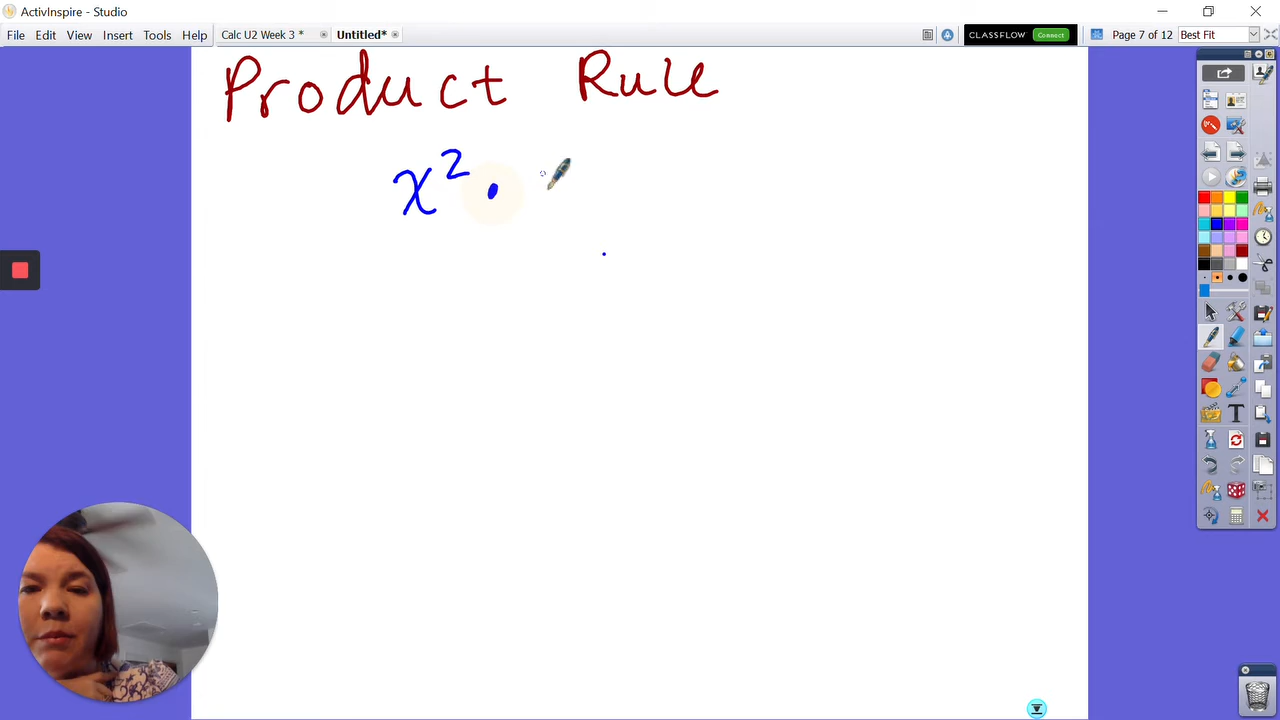 ActivInspire - Studio
File Edit View Insert Tools Help Calc U2 Week 3 * Untitled* CLASSFLOW Connect Page 7 of 12 Best Fit
Product Rule
x² •